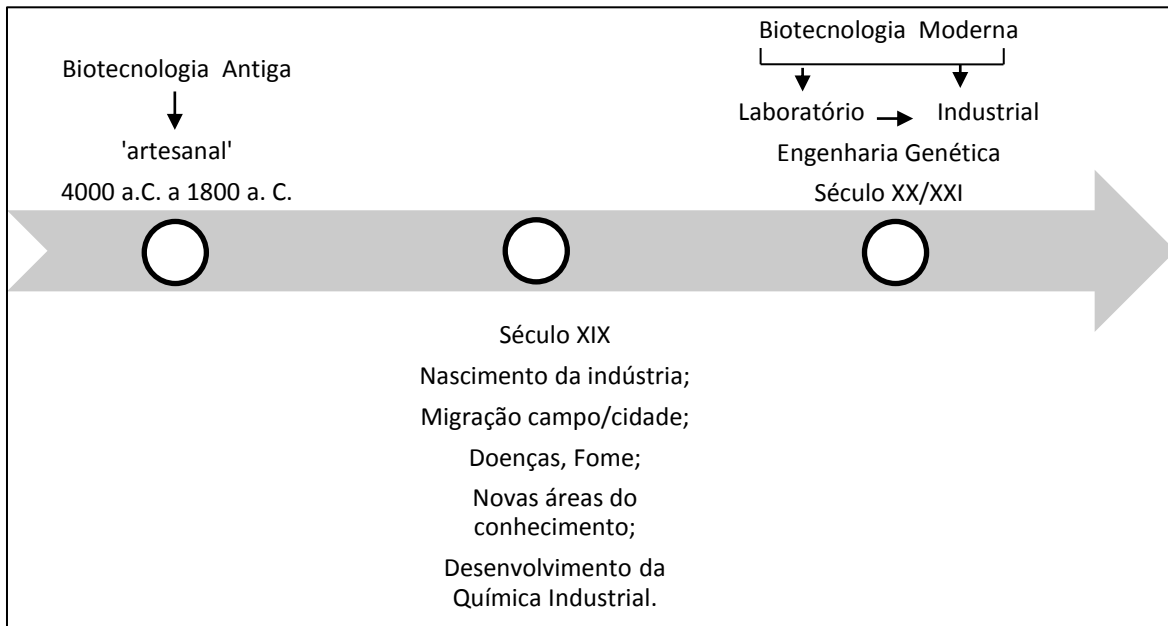 Biotecnologia Antiga
'artesanal'
4000 a.C. a 1800 a. C.
Século XIX
Nascimento da indústria;
Migração campo/cidade;
Doenças, Fome;
Novas áreas do
conhecimento;
Desenvolvimento da
Química Industrial.
Biotecnologia Moderna
Laboratório
Industrial
Engenharia Genética
Século XX/XXI